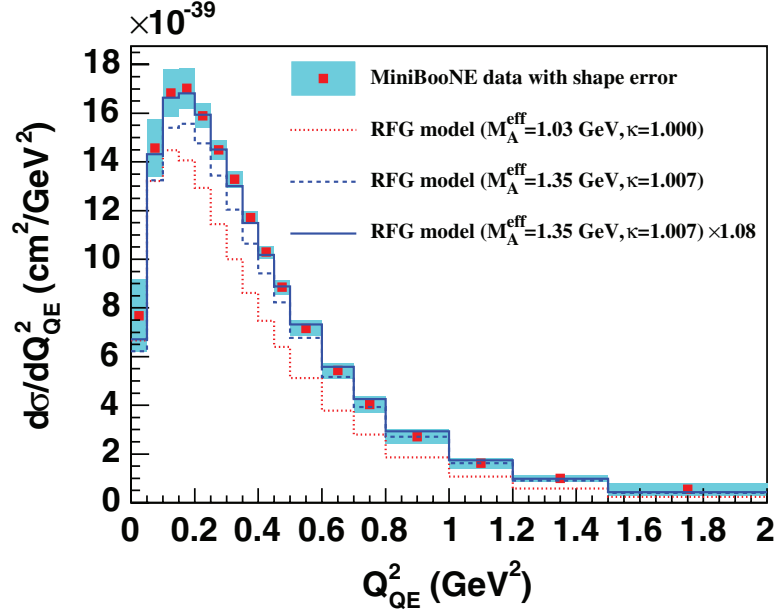 ×10⁻³⁹
18
16
14
12
10
8
6
4
2
0
dσ/dQ²_QE (cm²/GeV²)
MiniBooNE data with shape error
RFG model (M_A^eff=1.03 GeV,κ=1.000)
RFG model (M_A^eff=1.35 GeV,κ=1.007)
RFG model (M_A^eff=1.35 GeV,κ=1.007) ×1.08
0 0.2 0.4 0.6 0.8 1 1.2 1.4 1.6 1.8 2
Q²_QE (GeV²)